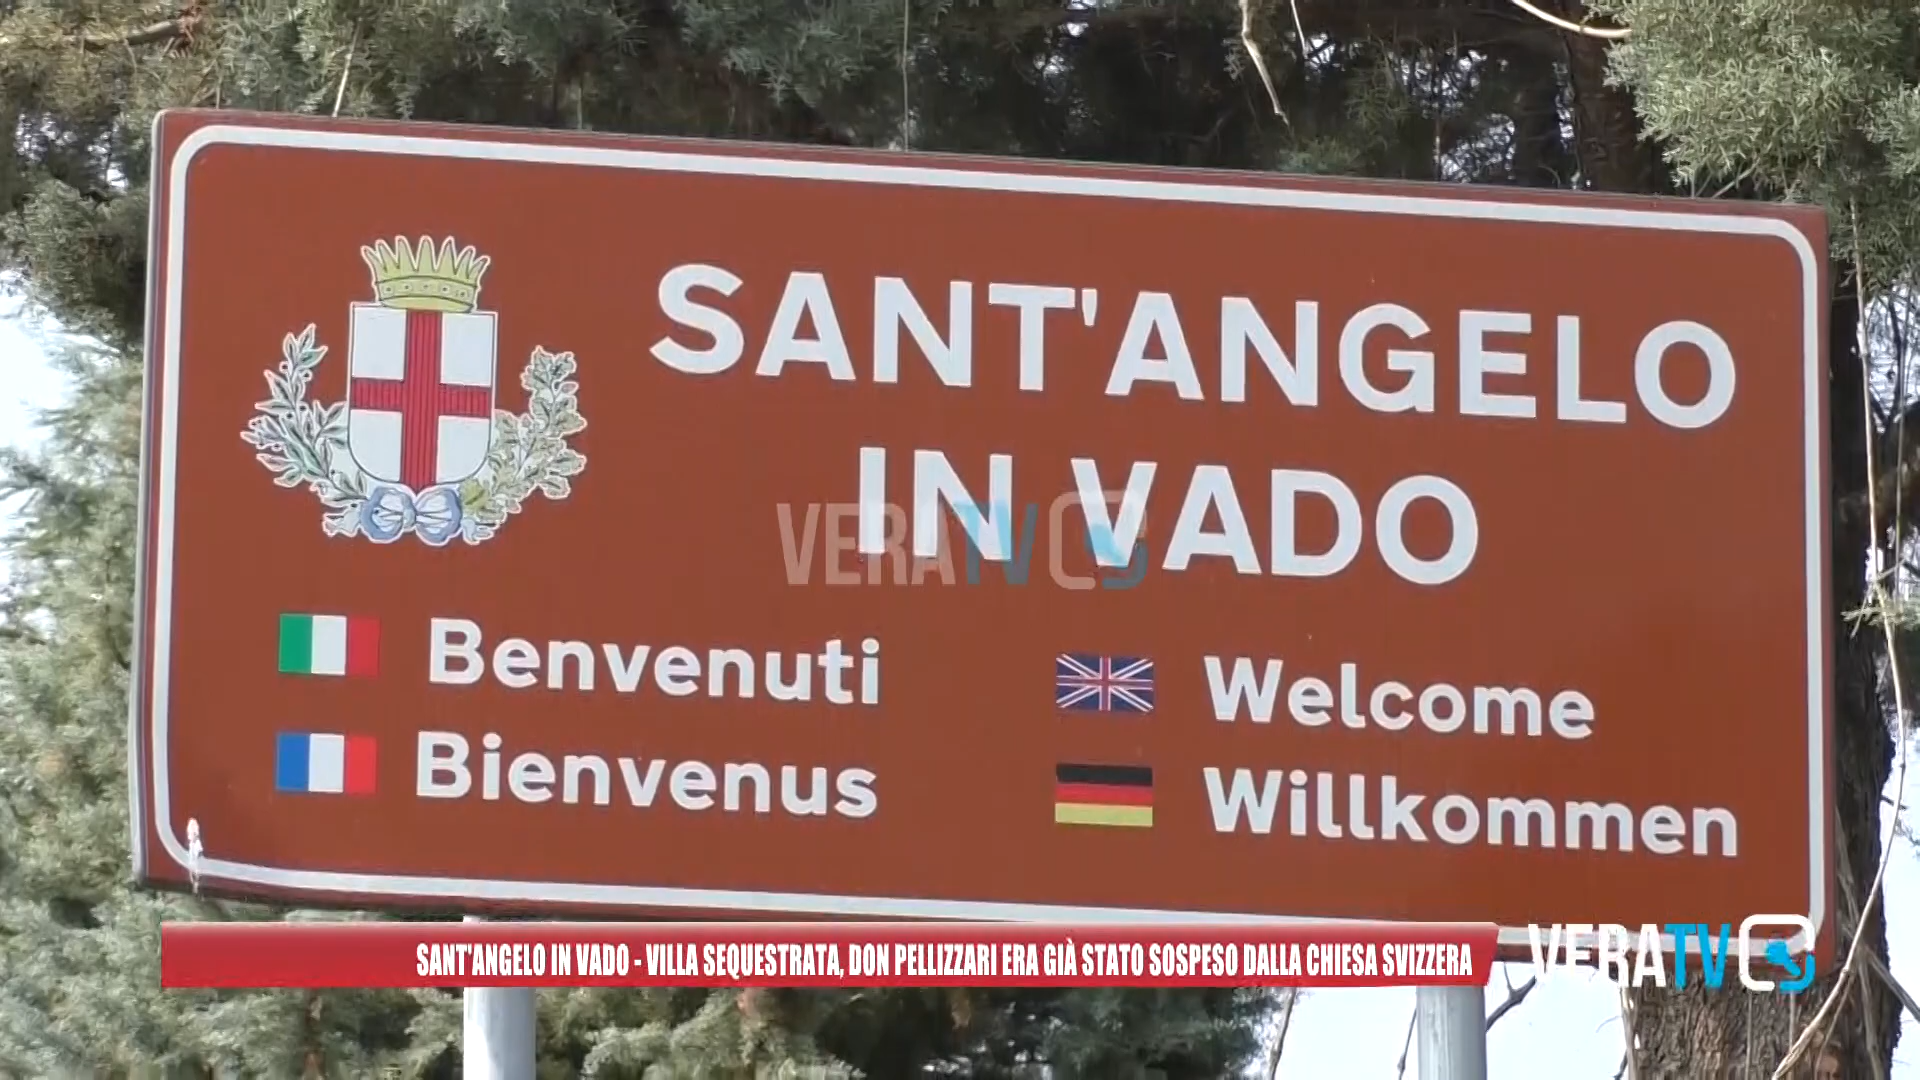 SANT'ANGELO
IN VADO
VERATV
Benvenuti
Welcome
Bienvenus
Willkommen
SANT'ANGELO IN VADO - VILLA SEQUESTRATA, DON PELLIZZARI ERA GIÀ STATO SOSPESO DALLA CHIESA SVIZZERA
VERATV